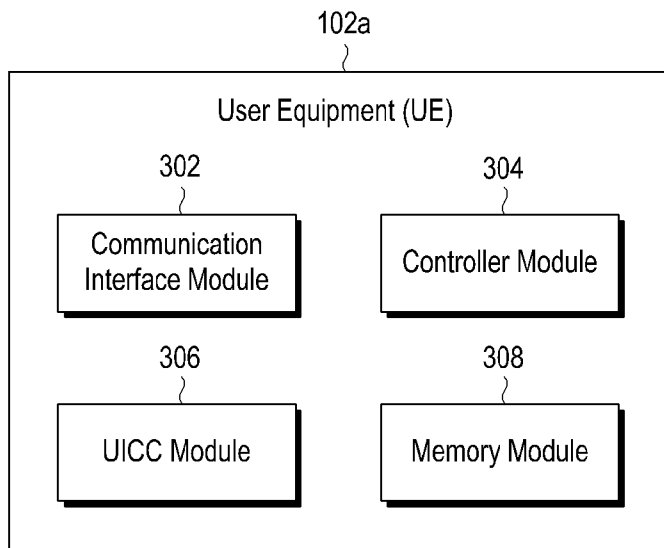 102a
User Equipment (UE)
302
304
Communication
Interface Module
Controller Module
306
308
UICC Module
Memory Module